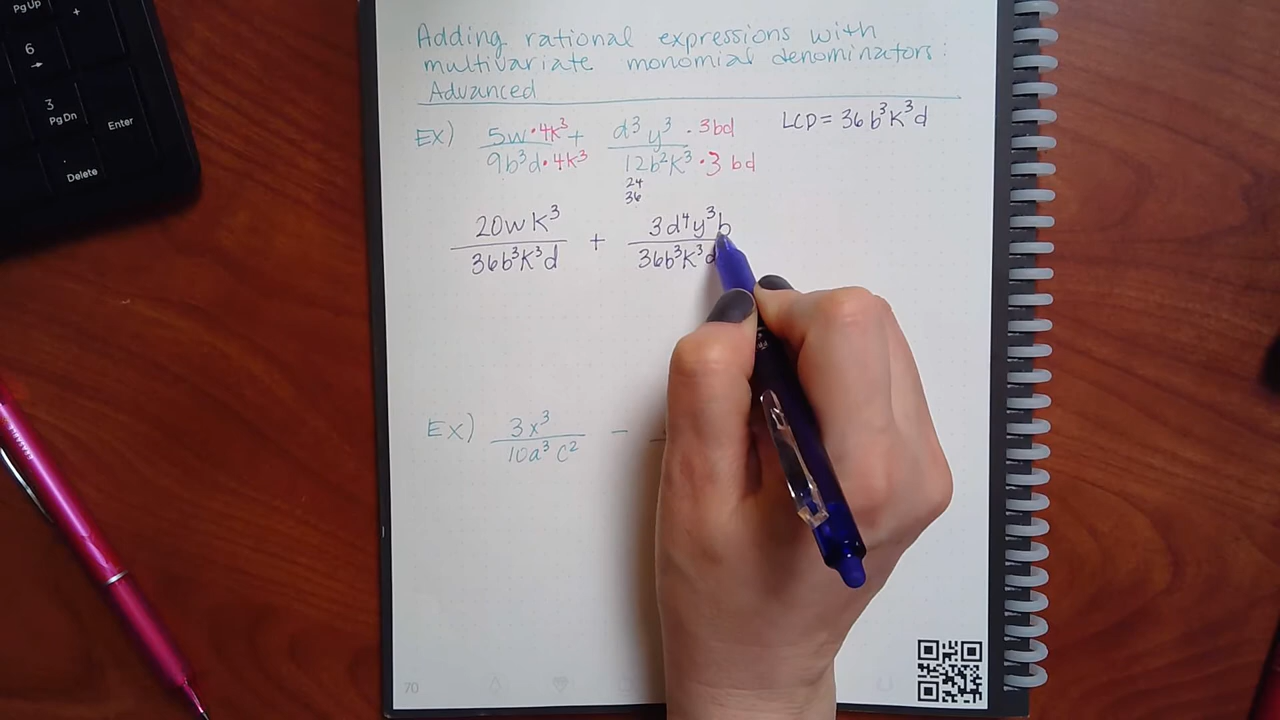 PgUp
+
6
→
3
PgDn
Enter
.
Delete
Adding rational expressions with
multivariate monomial denominators:
Advanced
EX) 5w·4k³/9b³d·4k³ + d³y³·3bd/12b²k³·3bd LCD = 36b³k³d
24
36
20wk³/36b³k³d + 3d⁴y³b/36b³k³d
EX) 3x³/10a³c² −
70